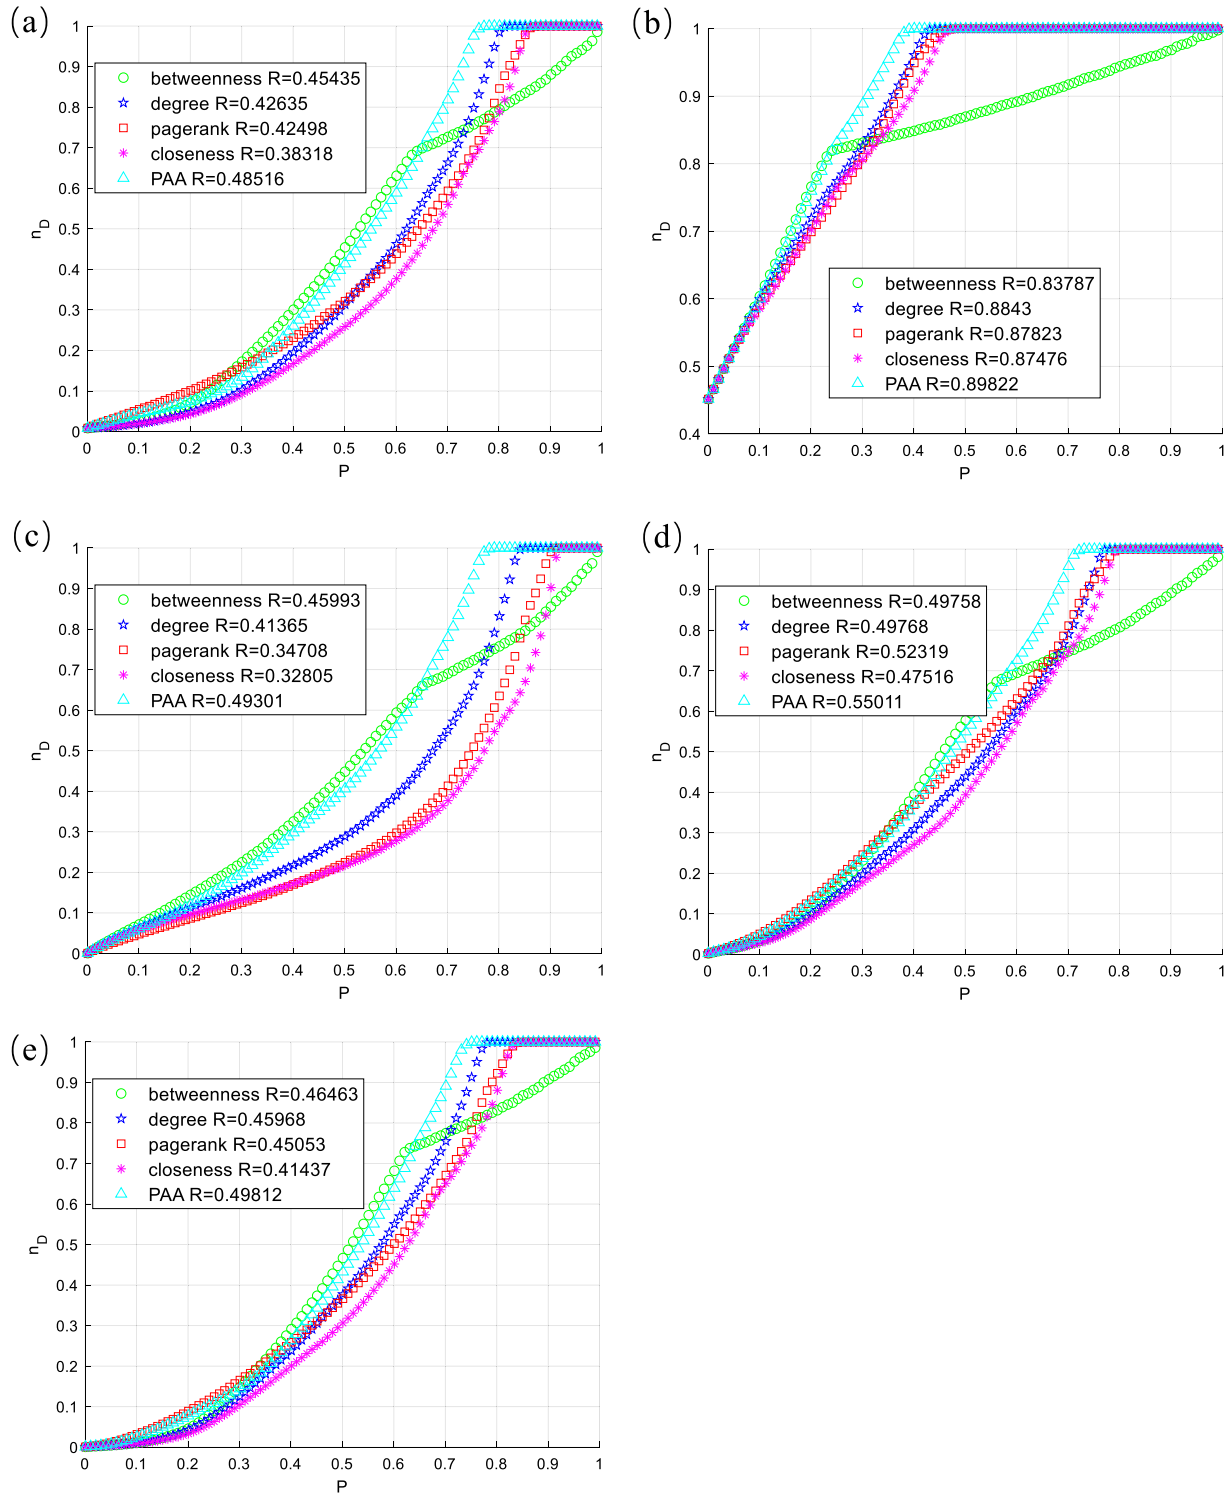 (a)
1
0.9
0.8
0.7
0.6
0.5
0.4
0.3
0.2
0.1
0
n_D
betweenness R=0.45435
degree R=0.42635
pagerank R=0.42498
closeness R=0.38318
PAA R=0.48516
0 0.1 0.2 0.3 0.4 0.5 0.6 0.7 0.8 0.9 1
P
(b)
1
0.9
0.8
0.7
0.6
0.5
0.4
n_D
betweenness R=0.83787
degree R=0.8843
pagerank R=0.87823
closeness R=0.87476
PAA R=0.89822
0 0.1 0.2 0.3 0.4 0.5 0.6 0.7 0.8 0.9 1
P
(c)
1
0.9
0.8
0.7
0.6
0.5
0.4
0.3
0.2
0.1
0
n_D
betweenness R=0.45993
degree R=0.41365
pagerank R=0.34708
closeness R=0.32805
PAA R=0.49301
0 0.1 0.2 0.3 0.4 0.5 0.6 0.7 0.8 0.9 1
P
(d)
1
0.9
0.8
0.7
0.6
0.5
0.4
0.3
0.2
0.1
0
n_D
betweenness R=0.49758
degree R=0.49768
pagerank R=0.52319
closeness R=0.47516
PAA R=0.55011
0 0.1 0.2 0.3 0.4 0.5 0.6 0.7 0.8 0.9 1
P
(e)
1
0.9
0.8
0.7
0.6
0.5
0.4
0.3
0.2
0.1
0
n_D
betweenness R=0.46463
degree R=0.45968
pagerank R=0.45053
closeness R=0.41437
PAA R=0.49812
0 0.1 0.2 0.3 0.4 0.5 0.6 0.7 0.8 0.9 1
P